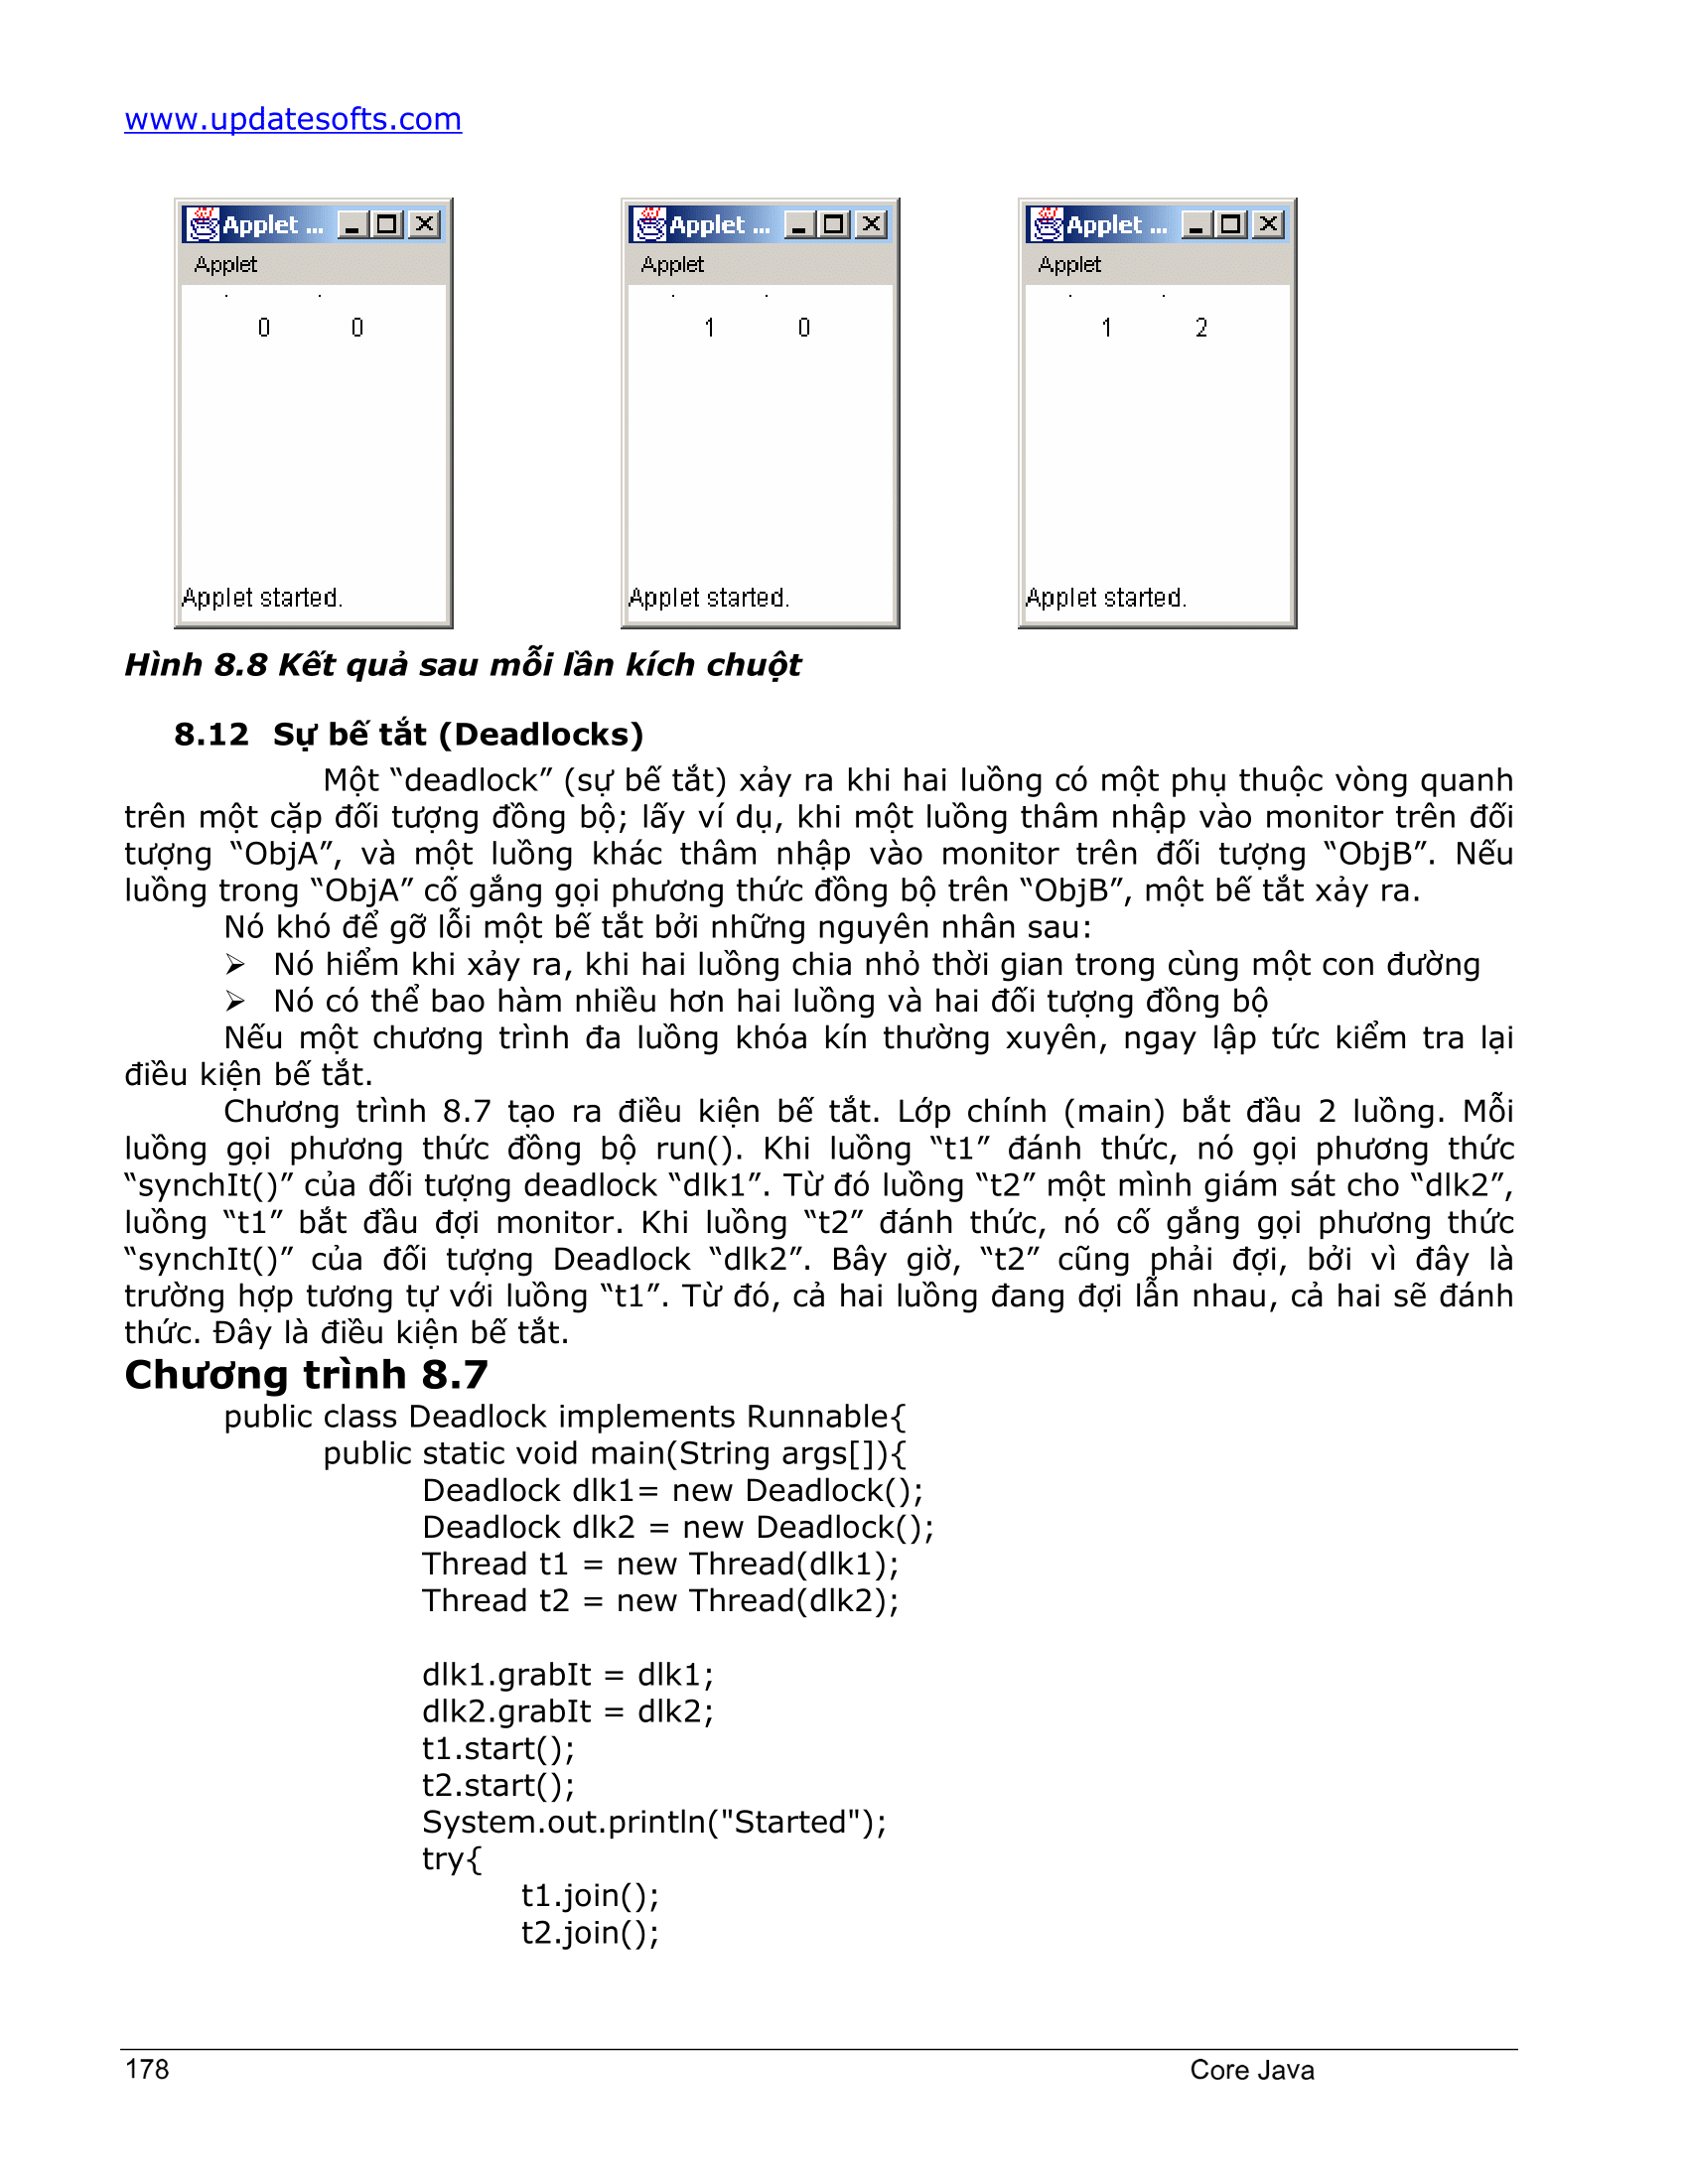 www.updatesofts.com
Applet ...
Applet ...
Applet ...
Applet
Applet
Applet
0 0
1 0
1 2
Applet started.
Applet started.
Applet started.
Hình 8.8 Kết quả sau mỗi lần kích chuột
8.12 Sự bế tắt (Deadlocks)
Một “deadlock” (sự bế tắt) xảy ra khi hai luồng có một phụ thuộc vòng quanh
trên một cặp đối tượng đồng bộ; lấy ví dụ, khi một luồng thâm nhập vào monitor trên đối
tượng “ObjA”, và một luồng khác thâm nhập vào monitor trên đối tượng “ObjB”. Nếu
luồng trong “ObjA” cố gắng gọi phương thức đồng bộ trên “ObjB”, một bế tắt xảy ra.
Nó khó để gỡ lỗi một bế tắt bởi những nguyên nhân sau:
➢ Nó hiểm khi xảy ra, khi hai luồng chia nhỏ thời gian trong cùng một con đường
➢ Nó có thể bao hàm nhiều hơn hai luồng và hai đối tượng đồng bộ
Nếu một chương trình đa luồng khóa kín thường xuyên, ngay lập tức kiểm tra lại
điều kiện bế tắt.
Chương trình 8.7 tạo ra điều kiện bế tắt. Lớp chính (main) bắt đầu 2 luồng. Mỗi
luồng gọi phương thức đồng bộ run(). Khi luồng “t1” đánh thức, nó gọi phương thức
“synchIt()” của đối tượng deadlock “dlk1”. Từ đó luồng “t2” một mình giám sát cho “dlk2”,
luồng “t1” bắt đầu đợi monitor. Khi luồng “t2” đánh thức, nó cố gắng gọi phương thức
“synchIt()” của đối tượng Deadlock “dlk2”. Bây giờ, “t2” cũng phải đợi, bởi vì đây là
trường hợp tương tự với luồng “t1”. Từ đó, cả hai luồng đang đợi lẫn nhau, cả hai sẽ đánh
thức. Đây là điều kiện bế tắt.
Chương trình 8.7
public class Deadlock implements Runnable{
public static void main(String args[]){
Deadlock dlk1= new Deadlock();
Deadlock dlk2 = new Deadlock();
Thread t1 = new Thread(dlk1);
Thread t2 = new Thread(dlk2);
dlk1.grabIt = dlk1;
dlk2.grabIt = dlk2;
t1.start();
t2.start();
System.out.println("Started");
try{
t1.join();
t2.join();
178 Core Java